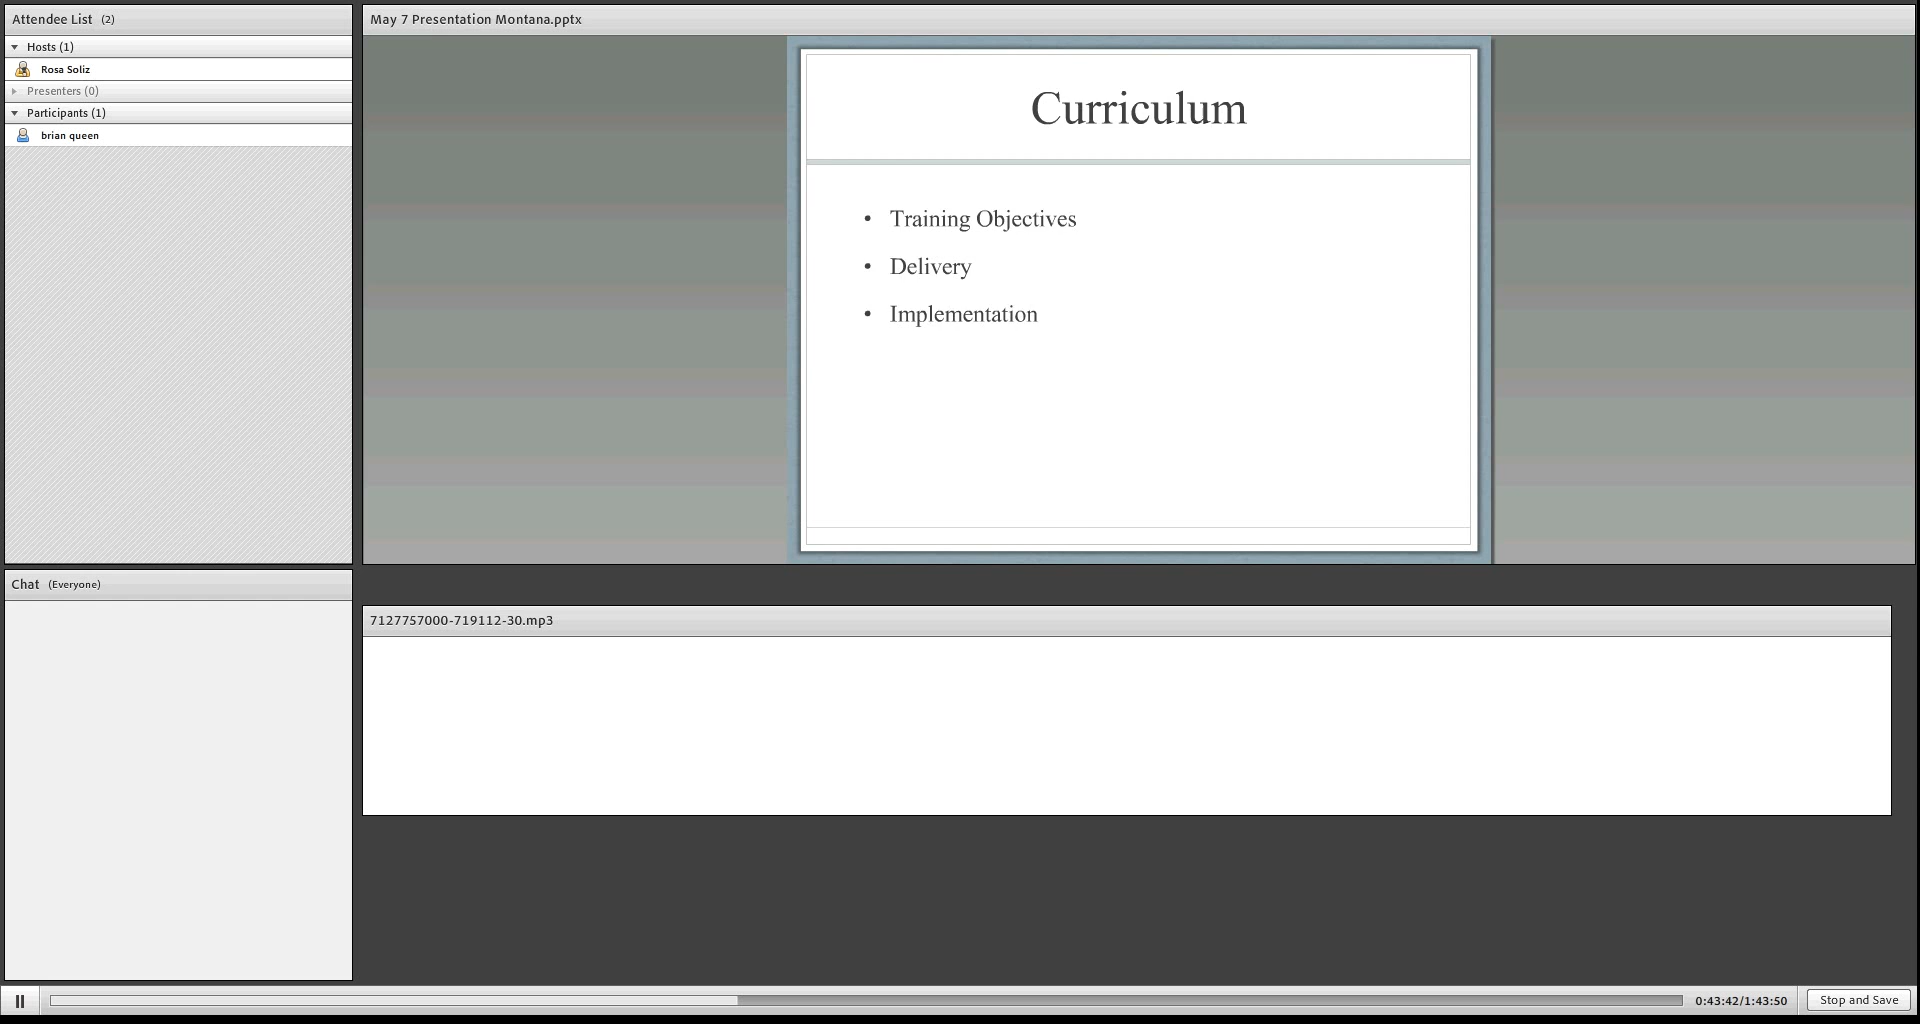 Attendee List (2)
Hosts (1)
Rosa Soliz
Presenters (0)
Participants (1)
brian queen
Chat (Everyone)
May 7 Presentation Montana.pptx
Curriculum
• Training Objectives
• Delivery
• Implementation
7127757000-719112-30.mp3
0:43:42/1:43:50
Stop and Save